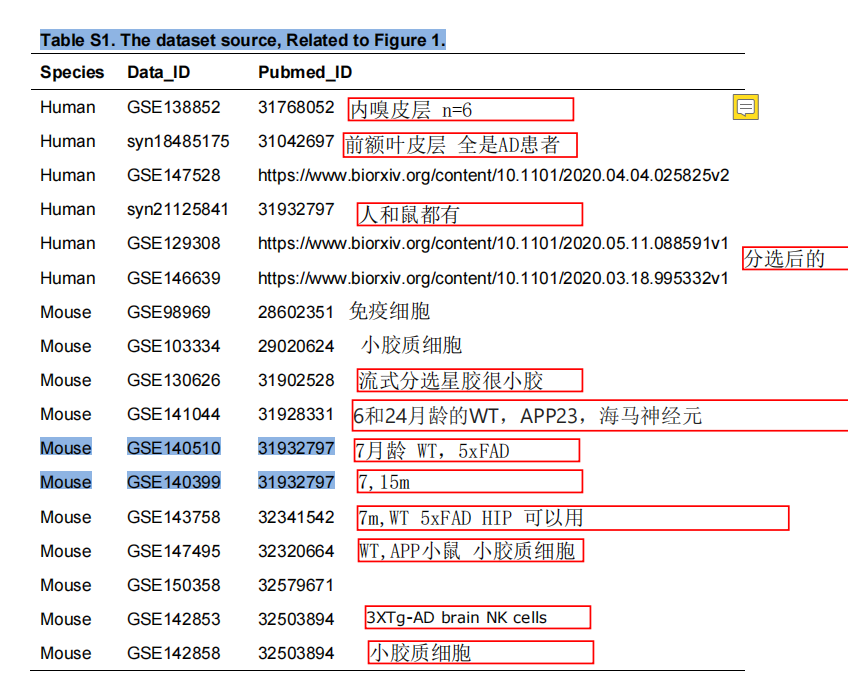 Table S1. The dataset source, Related to Figure 1.
Species Data_ID Pubmed_ID
Human GSE138852 31768052 内嗅皮层 n=6
Human syn18485175 31042697 前额叶皮层 全是AD患者
Human GSE147528 https://www.biorxiv.org/content/10.1101/2020.04.04.025825v2
Human syn21125841 31932797 人和鼠都有
Human GSE129308 https://www.biorxiv.org/content/10.1101/2020.05.11.088591v1 分选后的
Human GSE146639 https://www.biorxiv.org/content/10.1101/2020.03.18.995332v1
Mouse GSE98969 28602351 免疫细胞
Mouse GSE103334 29020624 小胶质细胞
Mouse GSE130626 31902528 流式分选星胶很小胶
Mouse GSE141044 31928331 6和24月龄的WT，APP23，海马神经元
Mouse GSE140510 31932797 7月龄 WT，5xFAD
Mouse GSE140399 31932797 7,15m
Mouse GSE143758 32341542 7m,WT 5xFAD HIP 可以用
Mouse GSE147495 32320664 WT,APP小鼠 小胶质细胞
Mouse GSE150358 32579671
Mouse GSE142853 32503894 3XTg-AD brain NK cells
Mouse GSE142858 32503894 小胶质细胞